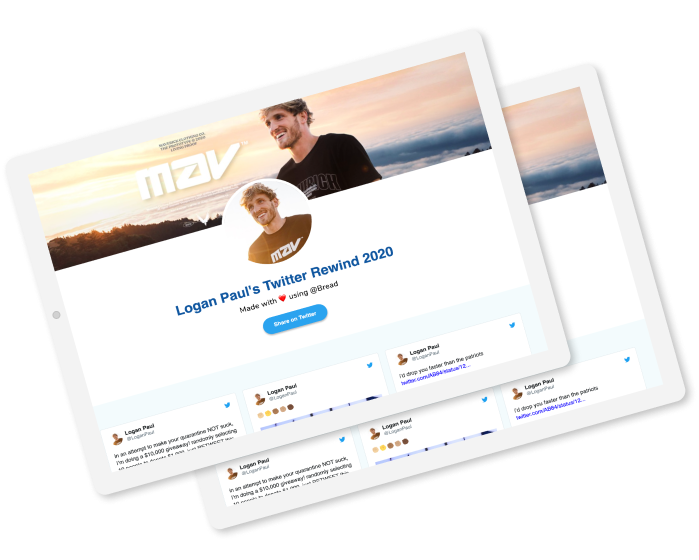 mav
mav
Logan Paul's Twitter Rewind 2020
Made with ❤️ using @Bread
Share on Twitter
Logan Paul
@LoganPaul
In an attempt to make your quarantine NOT suck,
I'm doing a $10,000 giveaway! randomly selecting
Logan Paul
@LoganPaul
Logan Paul
@LoganPaul
I'd drop you faster than the patriots
twitter.com/AB84/status/12...
Logan Paul
@LoganPaul
In an attempt to make your quarantine NOT suck,
I'm doing a $10,000 giveaway! randomly selecting
Logan Paul
@LoganPaul
Logan Paul
@LoganPaul
I'd drop you faster than the patriots
twitter.com/AB84/status/12...